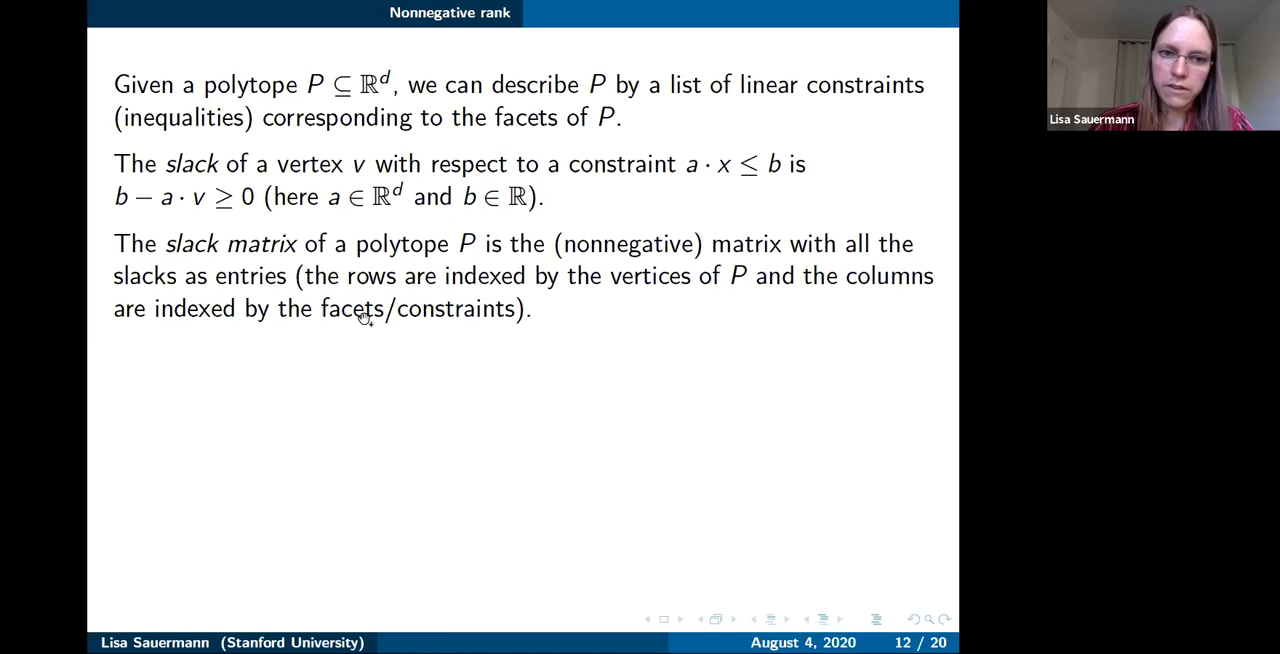 Nonnegative rank
Given a polytope P ⊆ ℝᵈ, we can describe P by a list of linear constraints
(inequalities) corresponding to the facets of P.
The slack of a vertex v with respect to a constraint a · x ≤ b is
b − a · v ≥ 0 (here a ∈ ℝᵈ and b ∈ ℝ).
The slack matrix of a polytope P is the (nonnegative) matrix with all the
slacks as entries (the rows are indexed by the vertices of P and the columns
are indexed by the facets/constraints).
Lisa Sauermann (Stanford University)
August 4, 2020
12 / 20
Lisa Sauermann